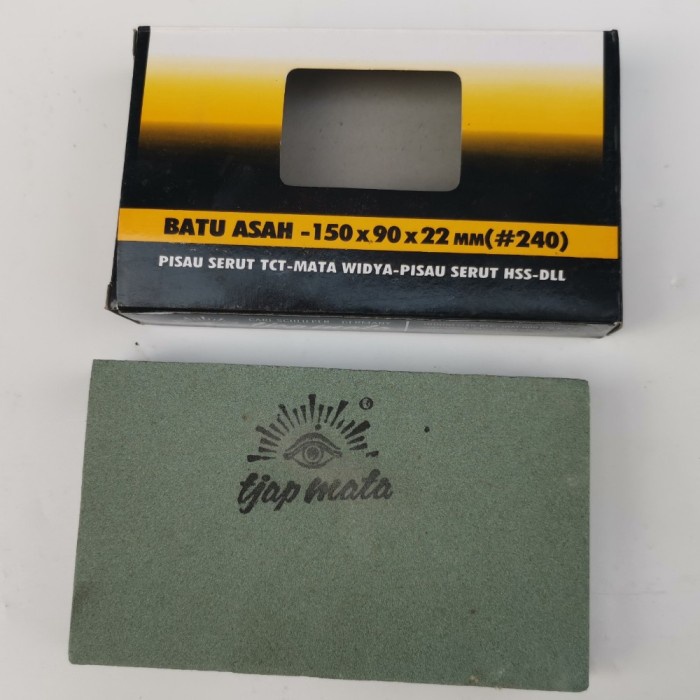 BATU ASAH -150 x 90 x 22 MM(#240)
PISAU SERUT TCT-MATA WIDYA-PISAU SERUT HSS-DLL
tjap mata